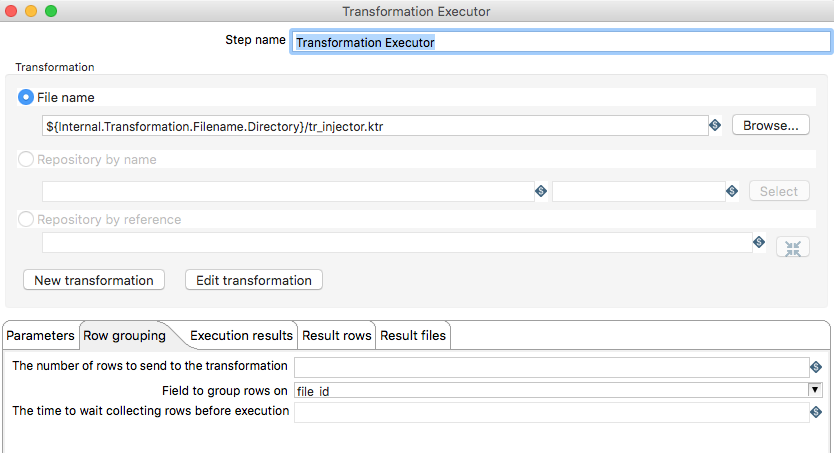 Transformation Executor
Step name Transformation Executor
Transformation
File name
${Internal.Transformation.Filename.Directory}/tr_injector.ktr Browse...
Repository by name
Select
Repository by reference
New transformation Edit transformation
Parameters Row grouping Execution results Result rows Result files
The number of rows to send to the transformation
Field to group rows on file_id
The time to wait collecting rows before execution